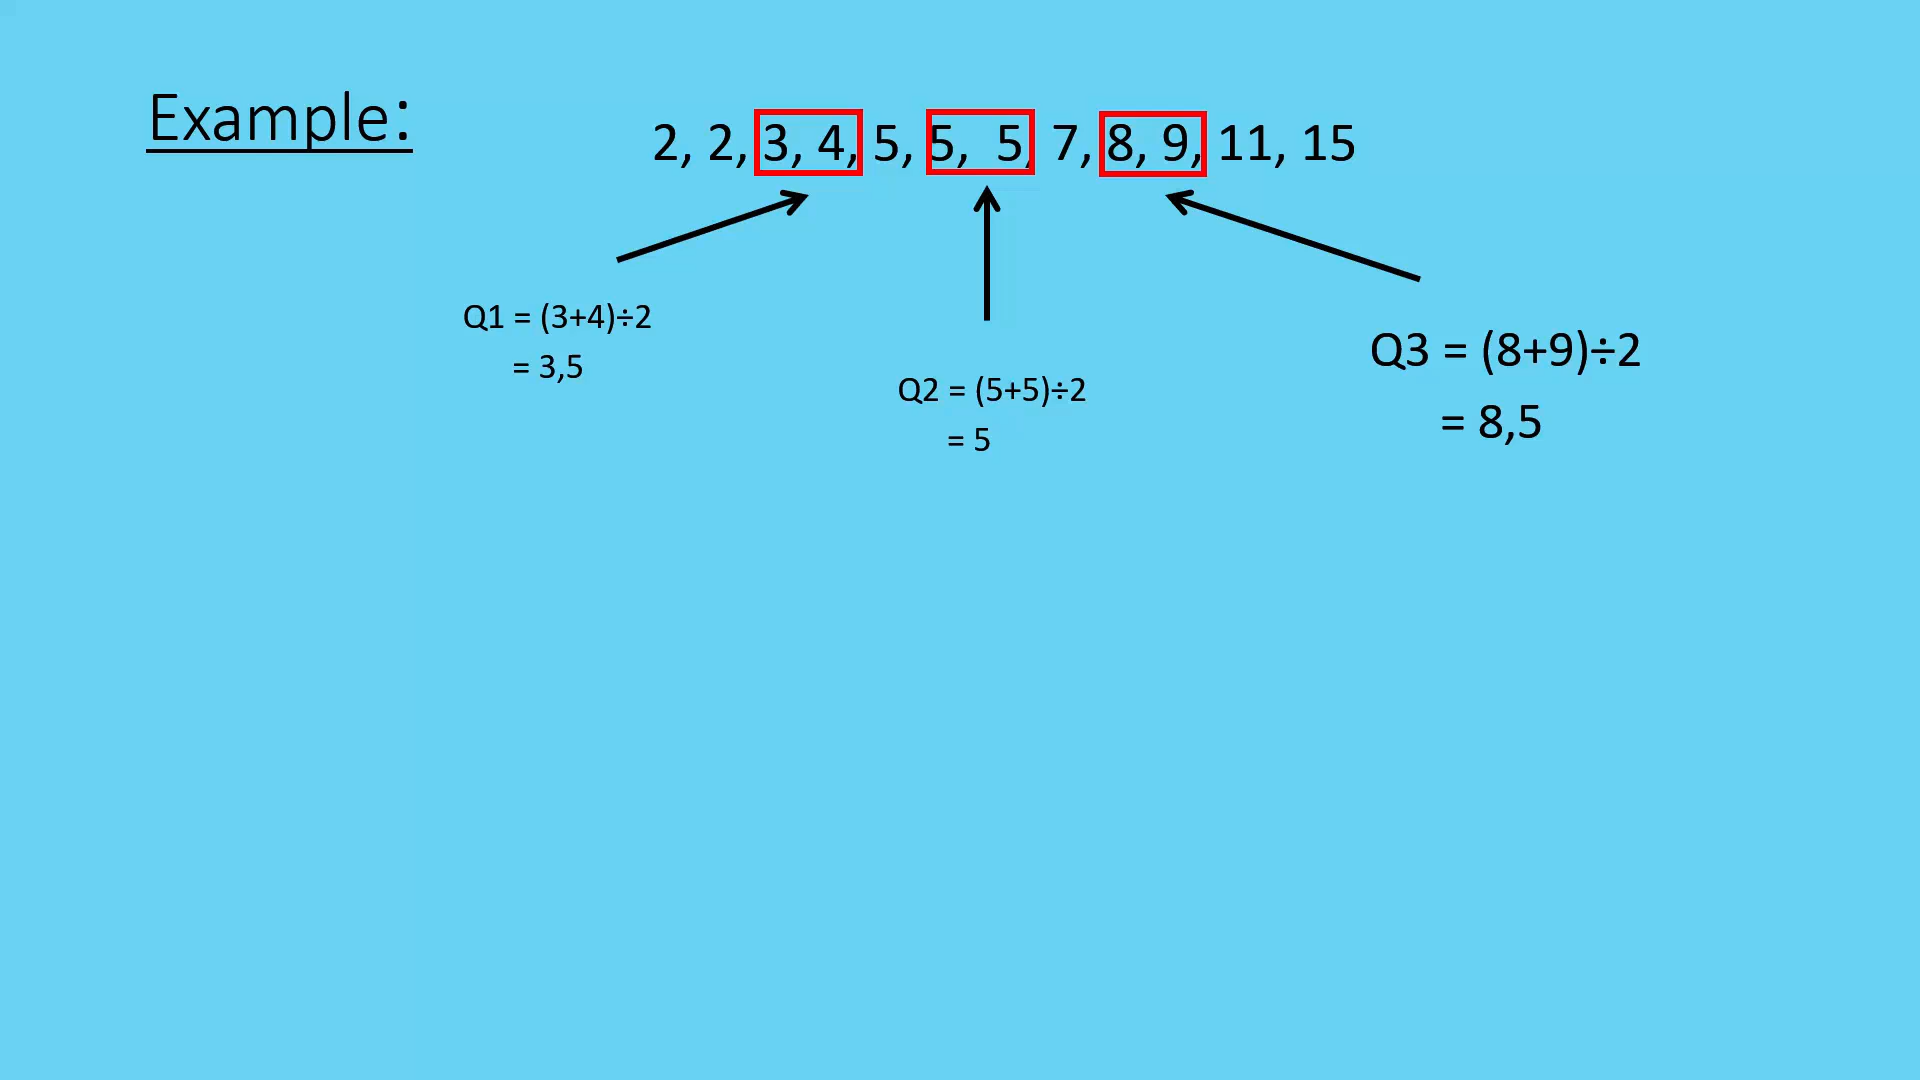 Example:
2, 2, 3, 4, 5, 5, 5, 7, 8, 9, 11, 15
Q1 = (3+4)÷2
= 3,5
Q2 = (5+5)÷2
= 5
Q3 = (8+9)÷2
= 8,5